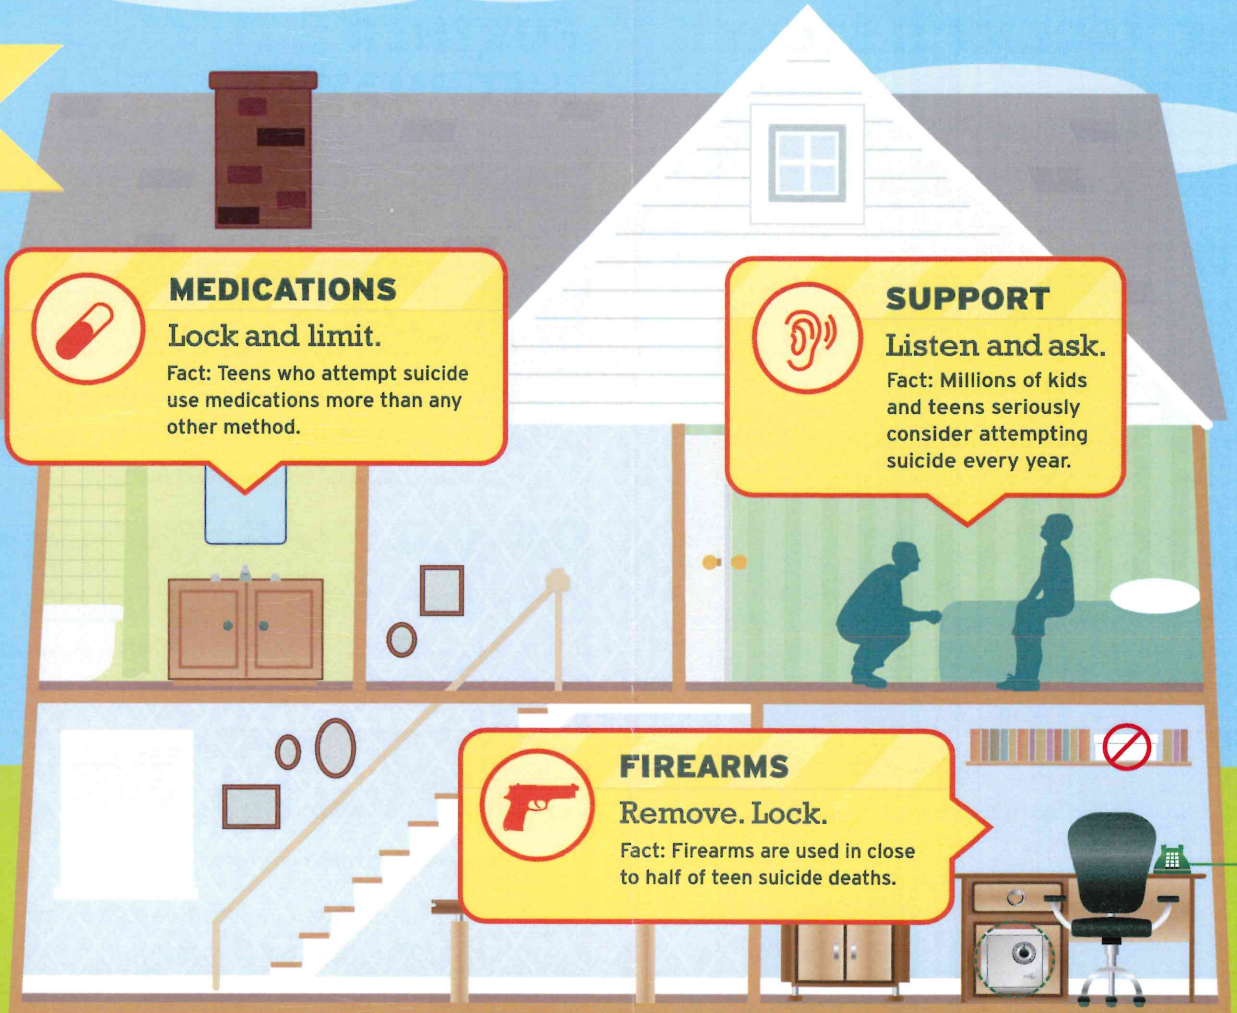 MEDICATIONS
Lock and limit.
Fact: Teens who attempt suicide
use medications more than any
other method.
SUPPORT
Listen and ask.
Fact: Millions of kids
and teens seriously
consider attempting
suicide every year.
FIREARMS
Remove. Lock.
Fact: Firearms are used in close
to half of teen suicide deaths.